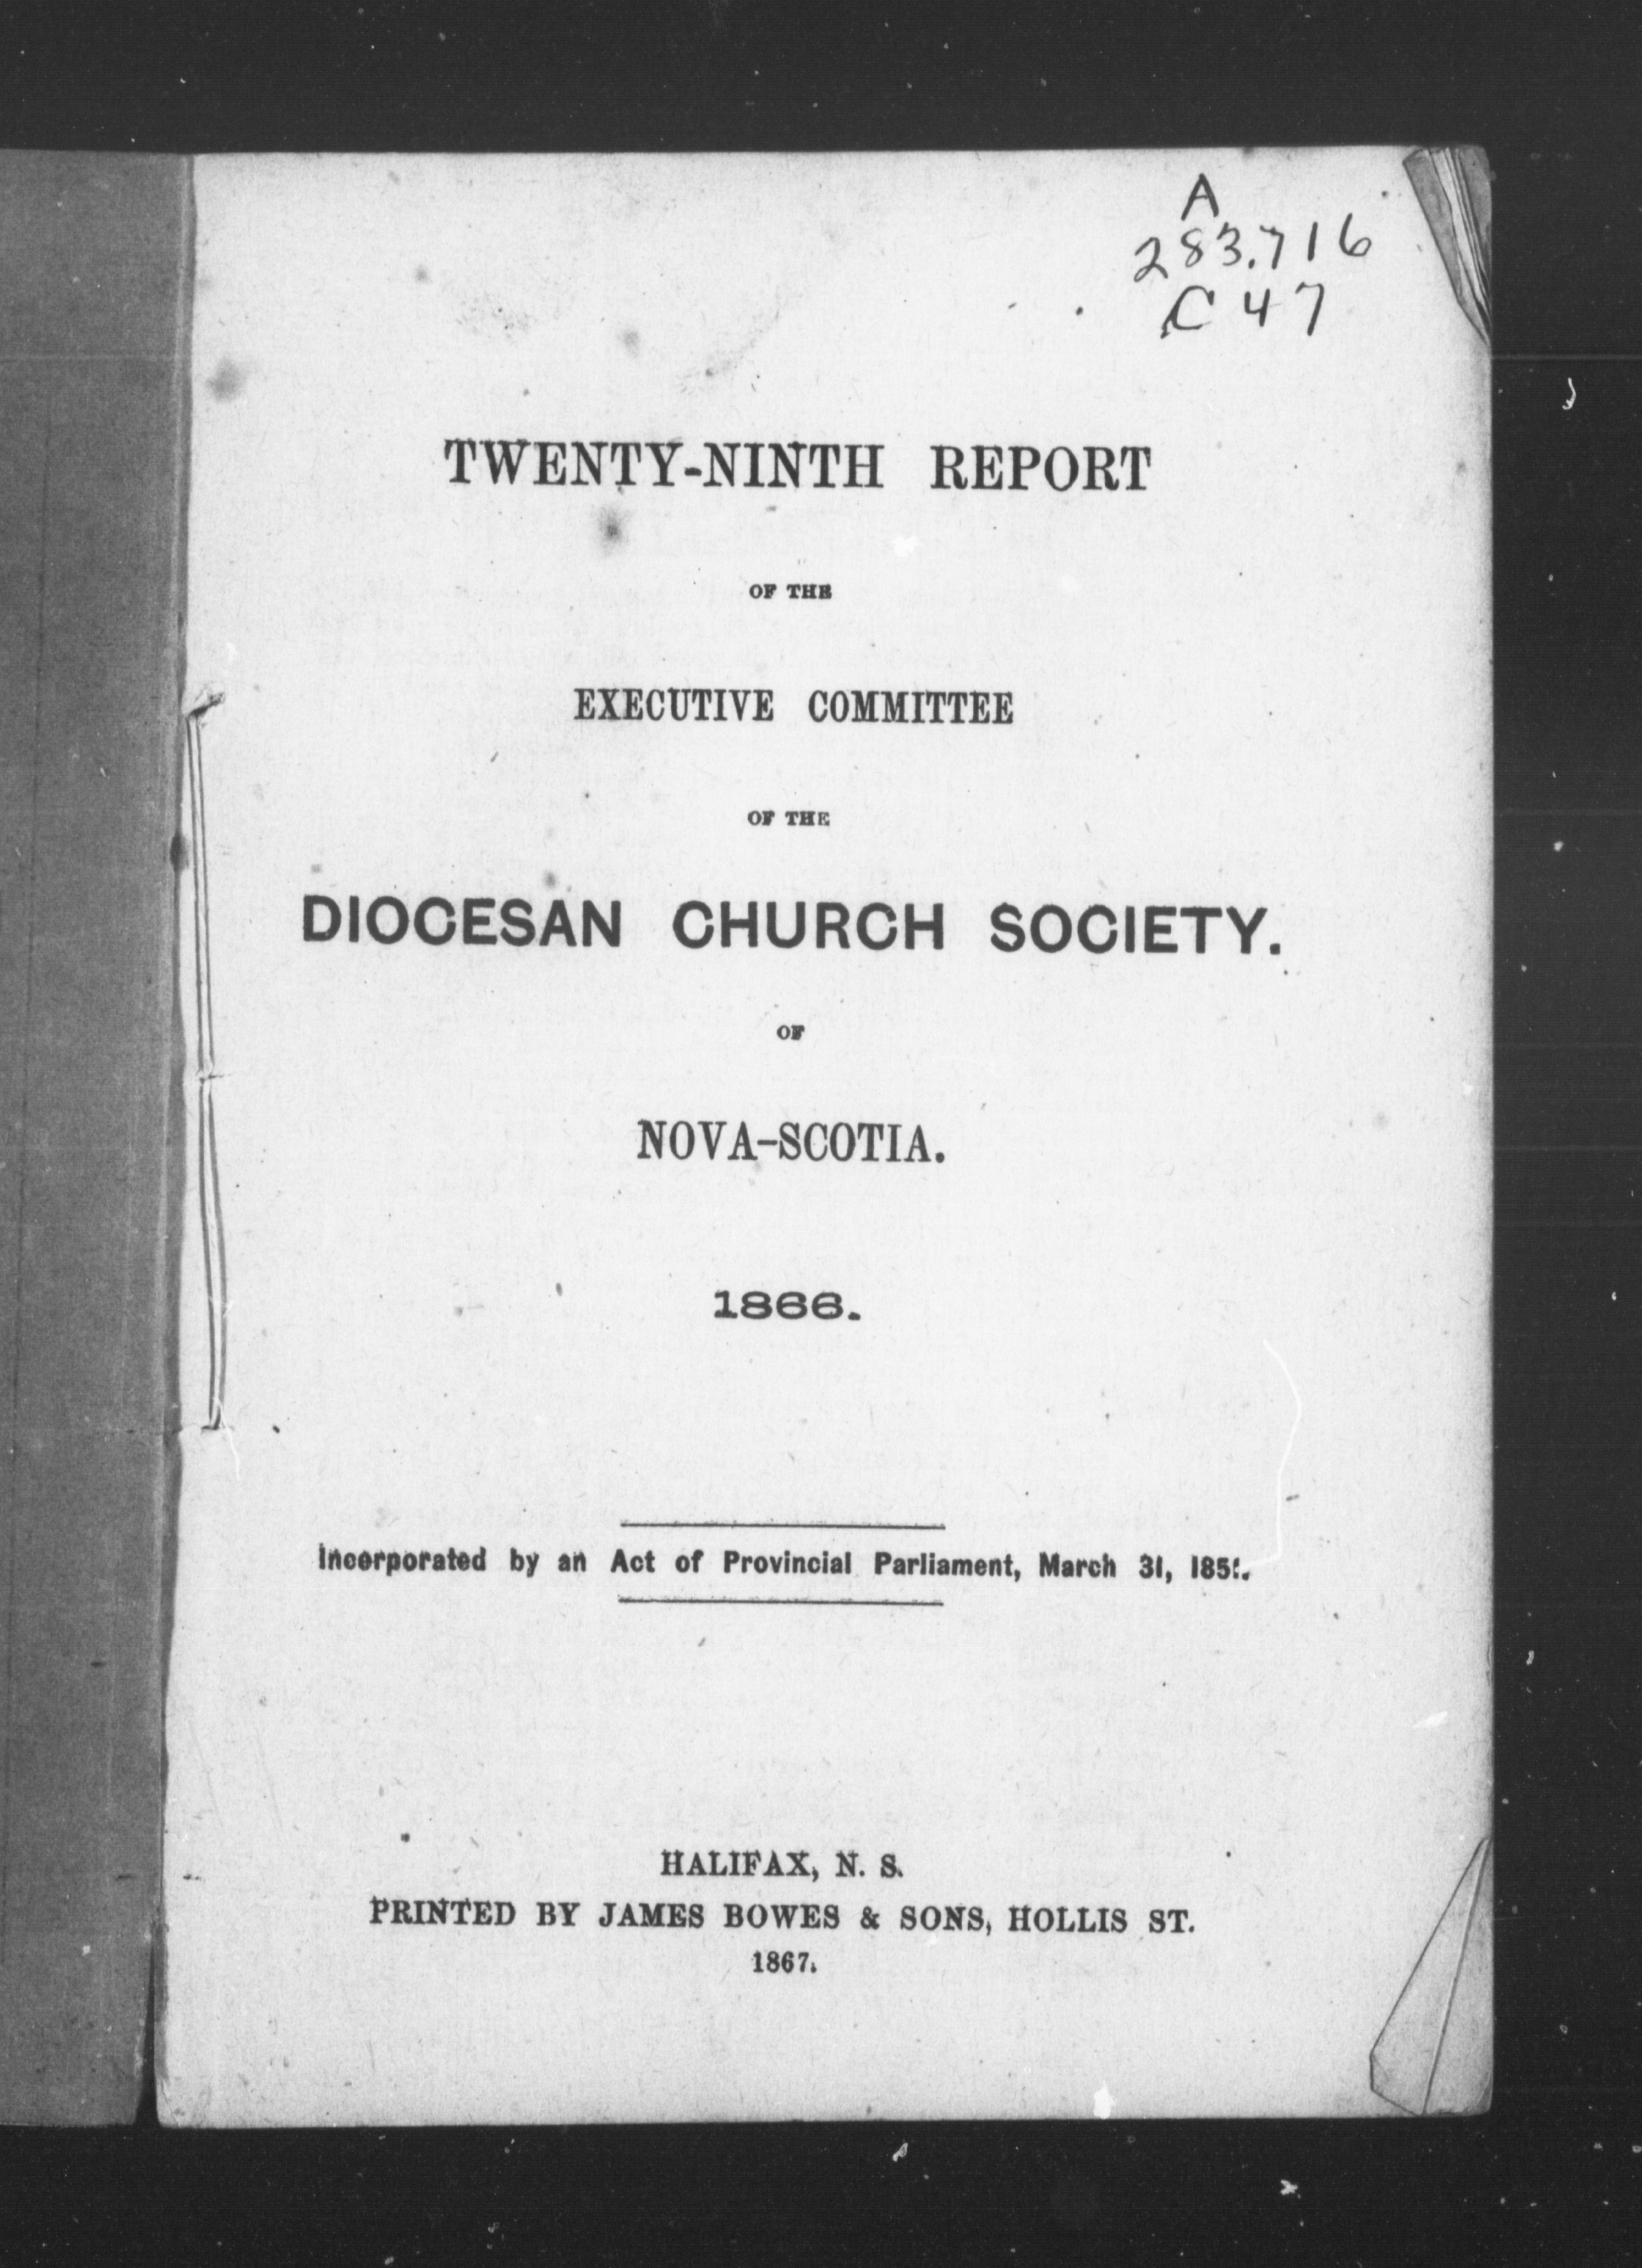 A
283.716
C47
TWENTY-NINTH REPORT
OF THE
EXECUTIVE COMMITTEE
OF THE
DIOCESAN CHURCH SOCIETY.
OF
NOVA-SCOTIA.
1866.
Incorporated by an Act of Provincial Parliament, March 31,
HALIFAX, N. S.
PRINTED BY JAMES BOWES & SONS, HOLLIS ST.
1867.